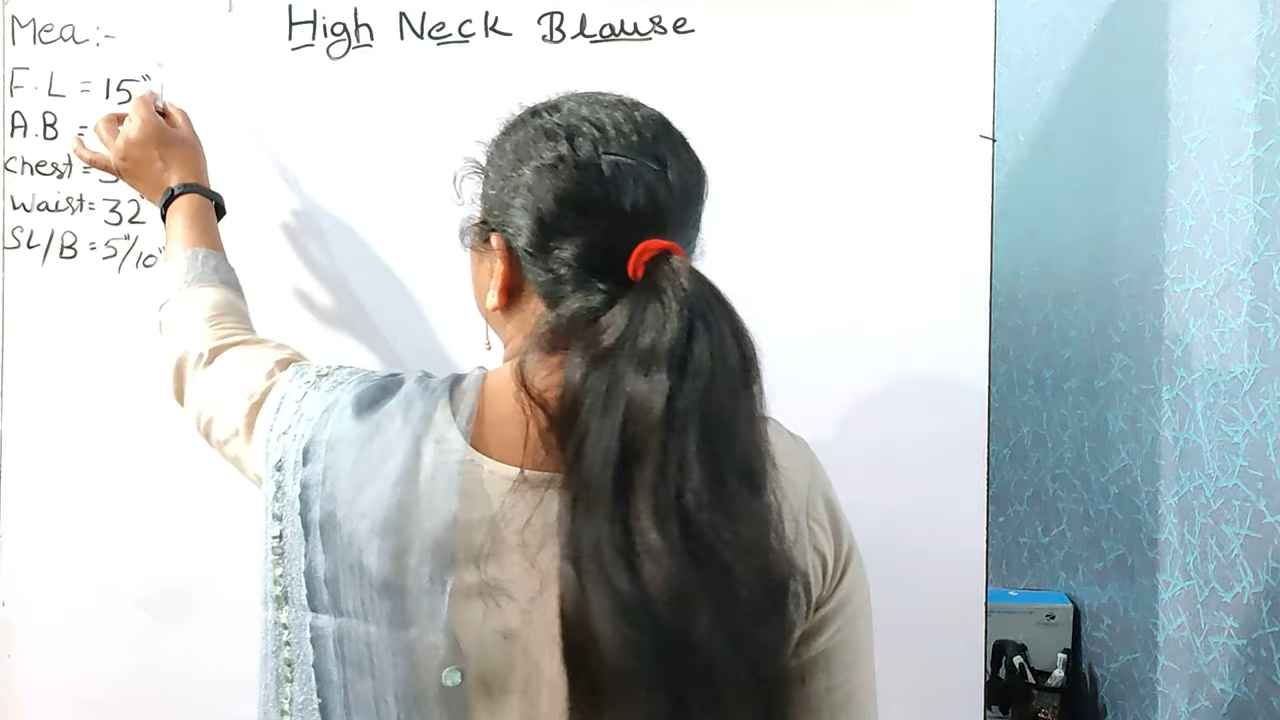 High Neck Blause
Mea:-
F.L = 15"
A.B =
Chest =
Waist= 32"
SL/B = 5"/10"